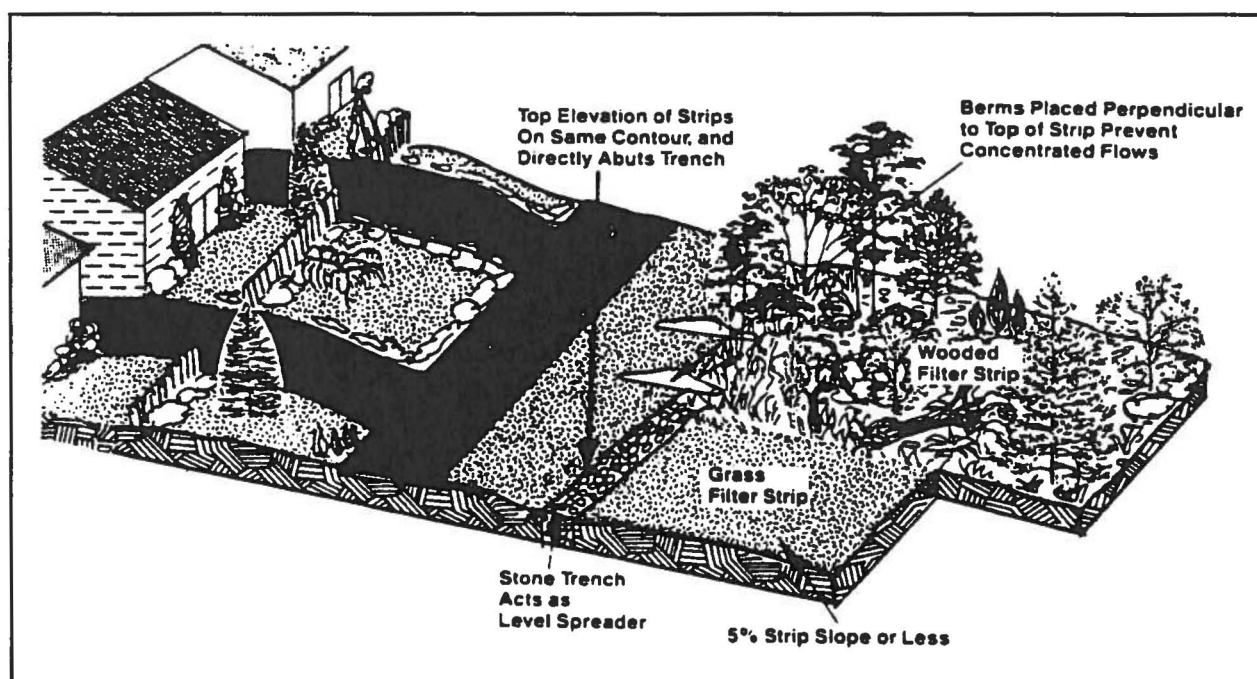 Top Elevation of Strips
On Same Contour, and
Directly Abuts Trench
Berms Placed Perpendicular
to Top of Strip Prevent
Concentrated Flows
Wooded
Filter Strip
Grass
Filter Strip
Stone Trench
Acts as
Level Spreader
5% Strip Slope or Less